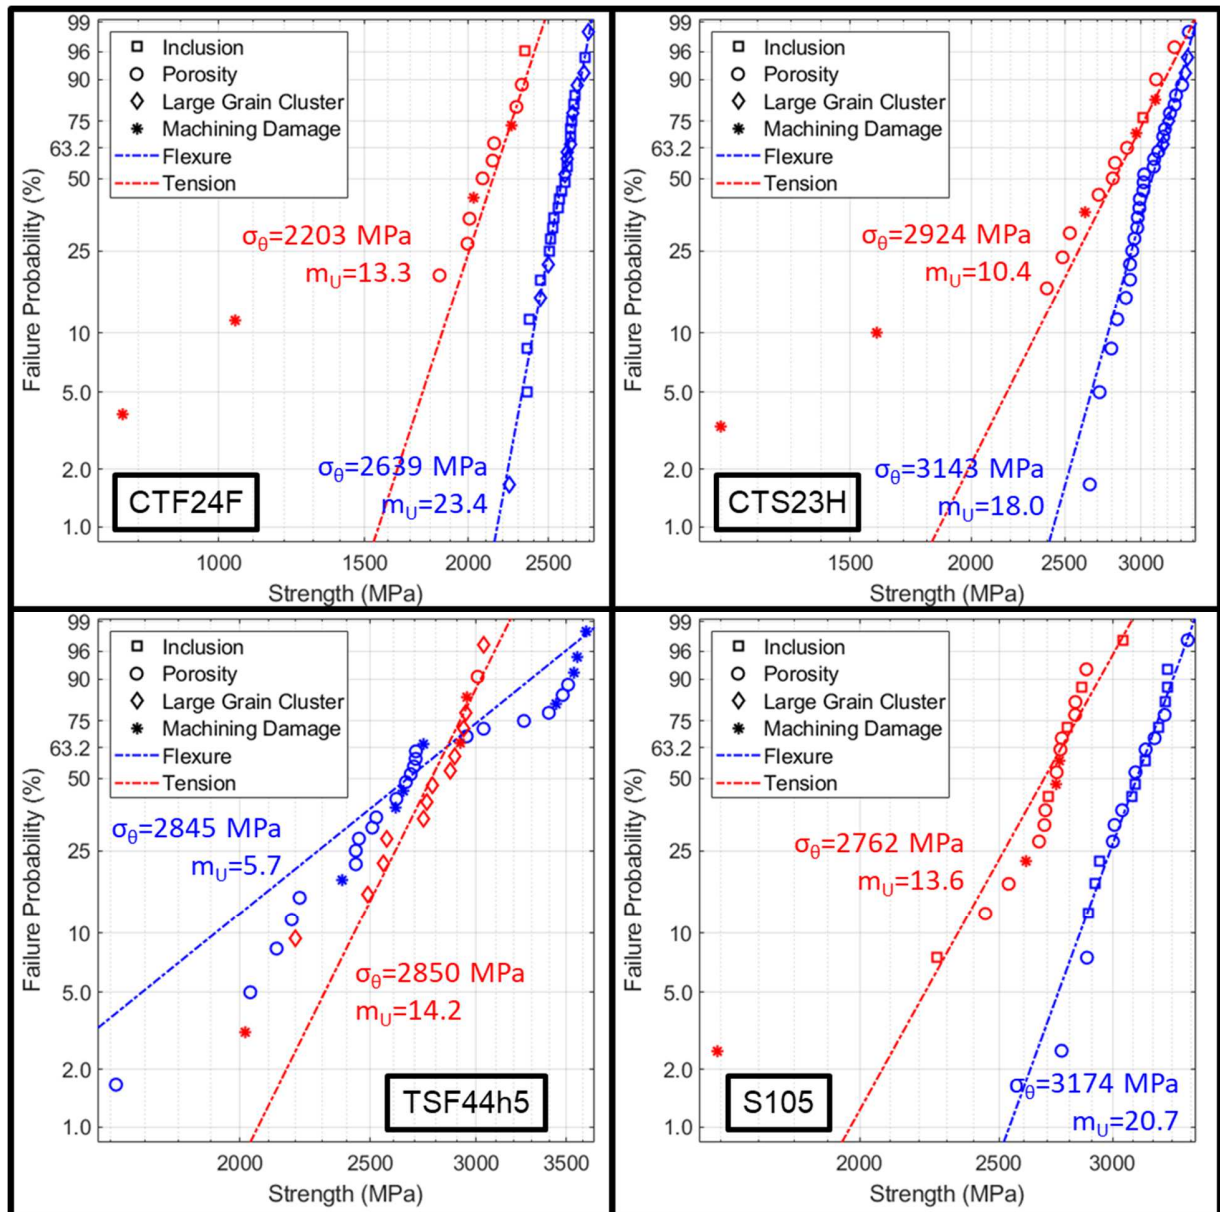 99
96
90
75
63.2
50
25
10
5.0
2.0
1.0
Failure Probability (%)
Inclusion
Porosity
Large Grain Cluster
Machining Damage
Flexure
Tension
σθ=2203 MPa
mU=13.3
σθ=2639 MPa
mU=23.4
CTF24F
1000 1500 2000 2500
Strength (MPa)
99
96
90
75
63.2
50
25
10
5.0
2.0
1.0
Failure Probability (%)
Inclusion
Porosity
Large Grain Cluster
Machining Damage
Flexure
Tension
σθ=2924 MPa
mU=10.4
σθ=3143 MPa
mU=18.0
CTS23H
1500 2000 2500 3000
Strength (MPa)
99
96
90
75
63.2
50
25
10
5.0
2.0
1.0
Failure Probability (%)
Inclusion
Porosity
Large Grain Cluster
Machining Damage
Flexure
Tension
σθ=2845 MPa
mU=5.7
σθ=2850 MPa
mU=14.2
TSF44h5
2000 2500 3000 3500
Strength (MPa)
99
96
90
75
63.2
50
25
10
5.0
2.0
1.0
Failure Probability (%)
Inclusion
Porosity
Large Grain Cluster
Machining Damage
Flexure
Tension
σθ=2762 MPa
mU=13.6
σθ=3174 MPa
mU=20.7
S105
2000 2500 3000
Strength (MPa)